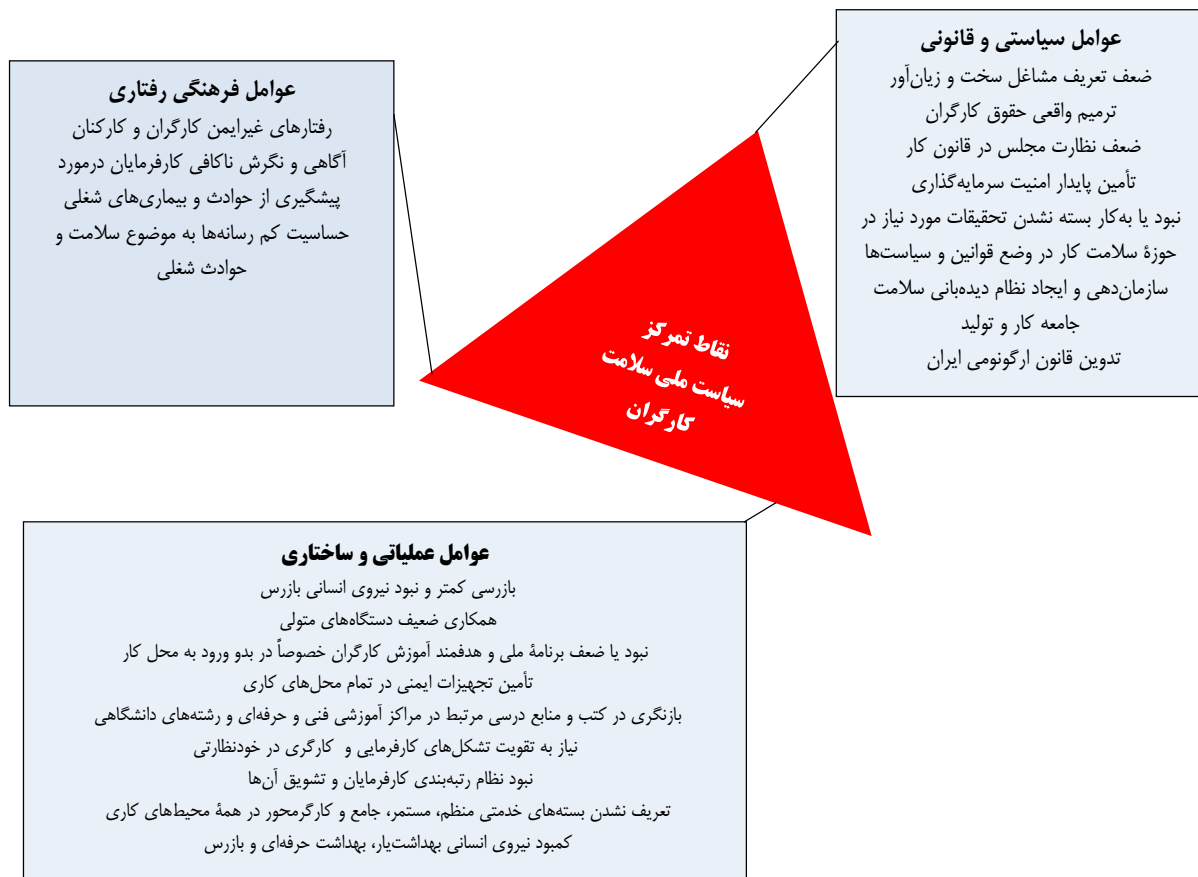 عوامل سیاستی و قانونی
ضعف تعریف مشاغل سخت و زیان‌آور
ترمیم واقعی حقوق کارگران
ضعف نظارت مجلس در قانون کار
تأمین پایدار امنیت سرمایه‌گذاری
نبود یا به‌کار بسته نشدن تحقیقات مورد نیاز در
حوزۀ سلامت کار در وضع قوانین و سیاست‌ها
سازمان‌دهی و ایجاد نظام دیده‌بانی سلامت
جامعه کار و تولید
تدوین قانون ارگونومی ایران
عوامل فرهنگی رفتاری
رفتارهای غیرایمن کارگران و کارکنان
آگاهی و نگرش ناکافی کارفرمایان درمورد
پیشگیری از حوادث و بیماری‌های شغلی
حساسیت کم رسانه‌ها به موضوع سلامت و
حوادث شغلی
نقاط تمرکز
سیاست ملی سلامت
کارگران
عوامل عملیاتی و ساختاری
بازرسی کمتر و نبود نیروی انسانی بازرس
همکاری ضعیف دستگاه‌های متولی
نبود یا ضعف برنامۀ ملی و هدفمند آموزش کارگران خصوصاً در بدو ورود به محل کار
تأمین تجهیزات ایمنی در تمام محل‌های کاری
بازنگری در کتب و منابع درسی مرتبط در مراکز آموزشی فنی و حرفه‌ای و رشته‌های دانشگاهی
نیاز به تقویت تشکل‌های کارفرمایی و کارگری در خودنظارتی
نبود نظام رتبه‌بندی کارفرمایان و تشویق آن‌ها
تعریف نشدن بسته‌های خدمتی منظم، مستمر، جامع و کارگرمحور در همۀ محیط‌های کاری
کمبود نیروی انسانی بهداشت‌یار، بهداشت حرفه‌ای و بازرس